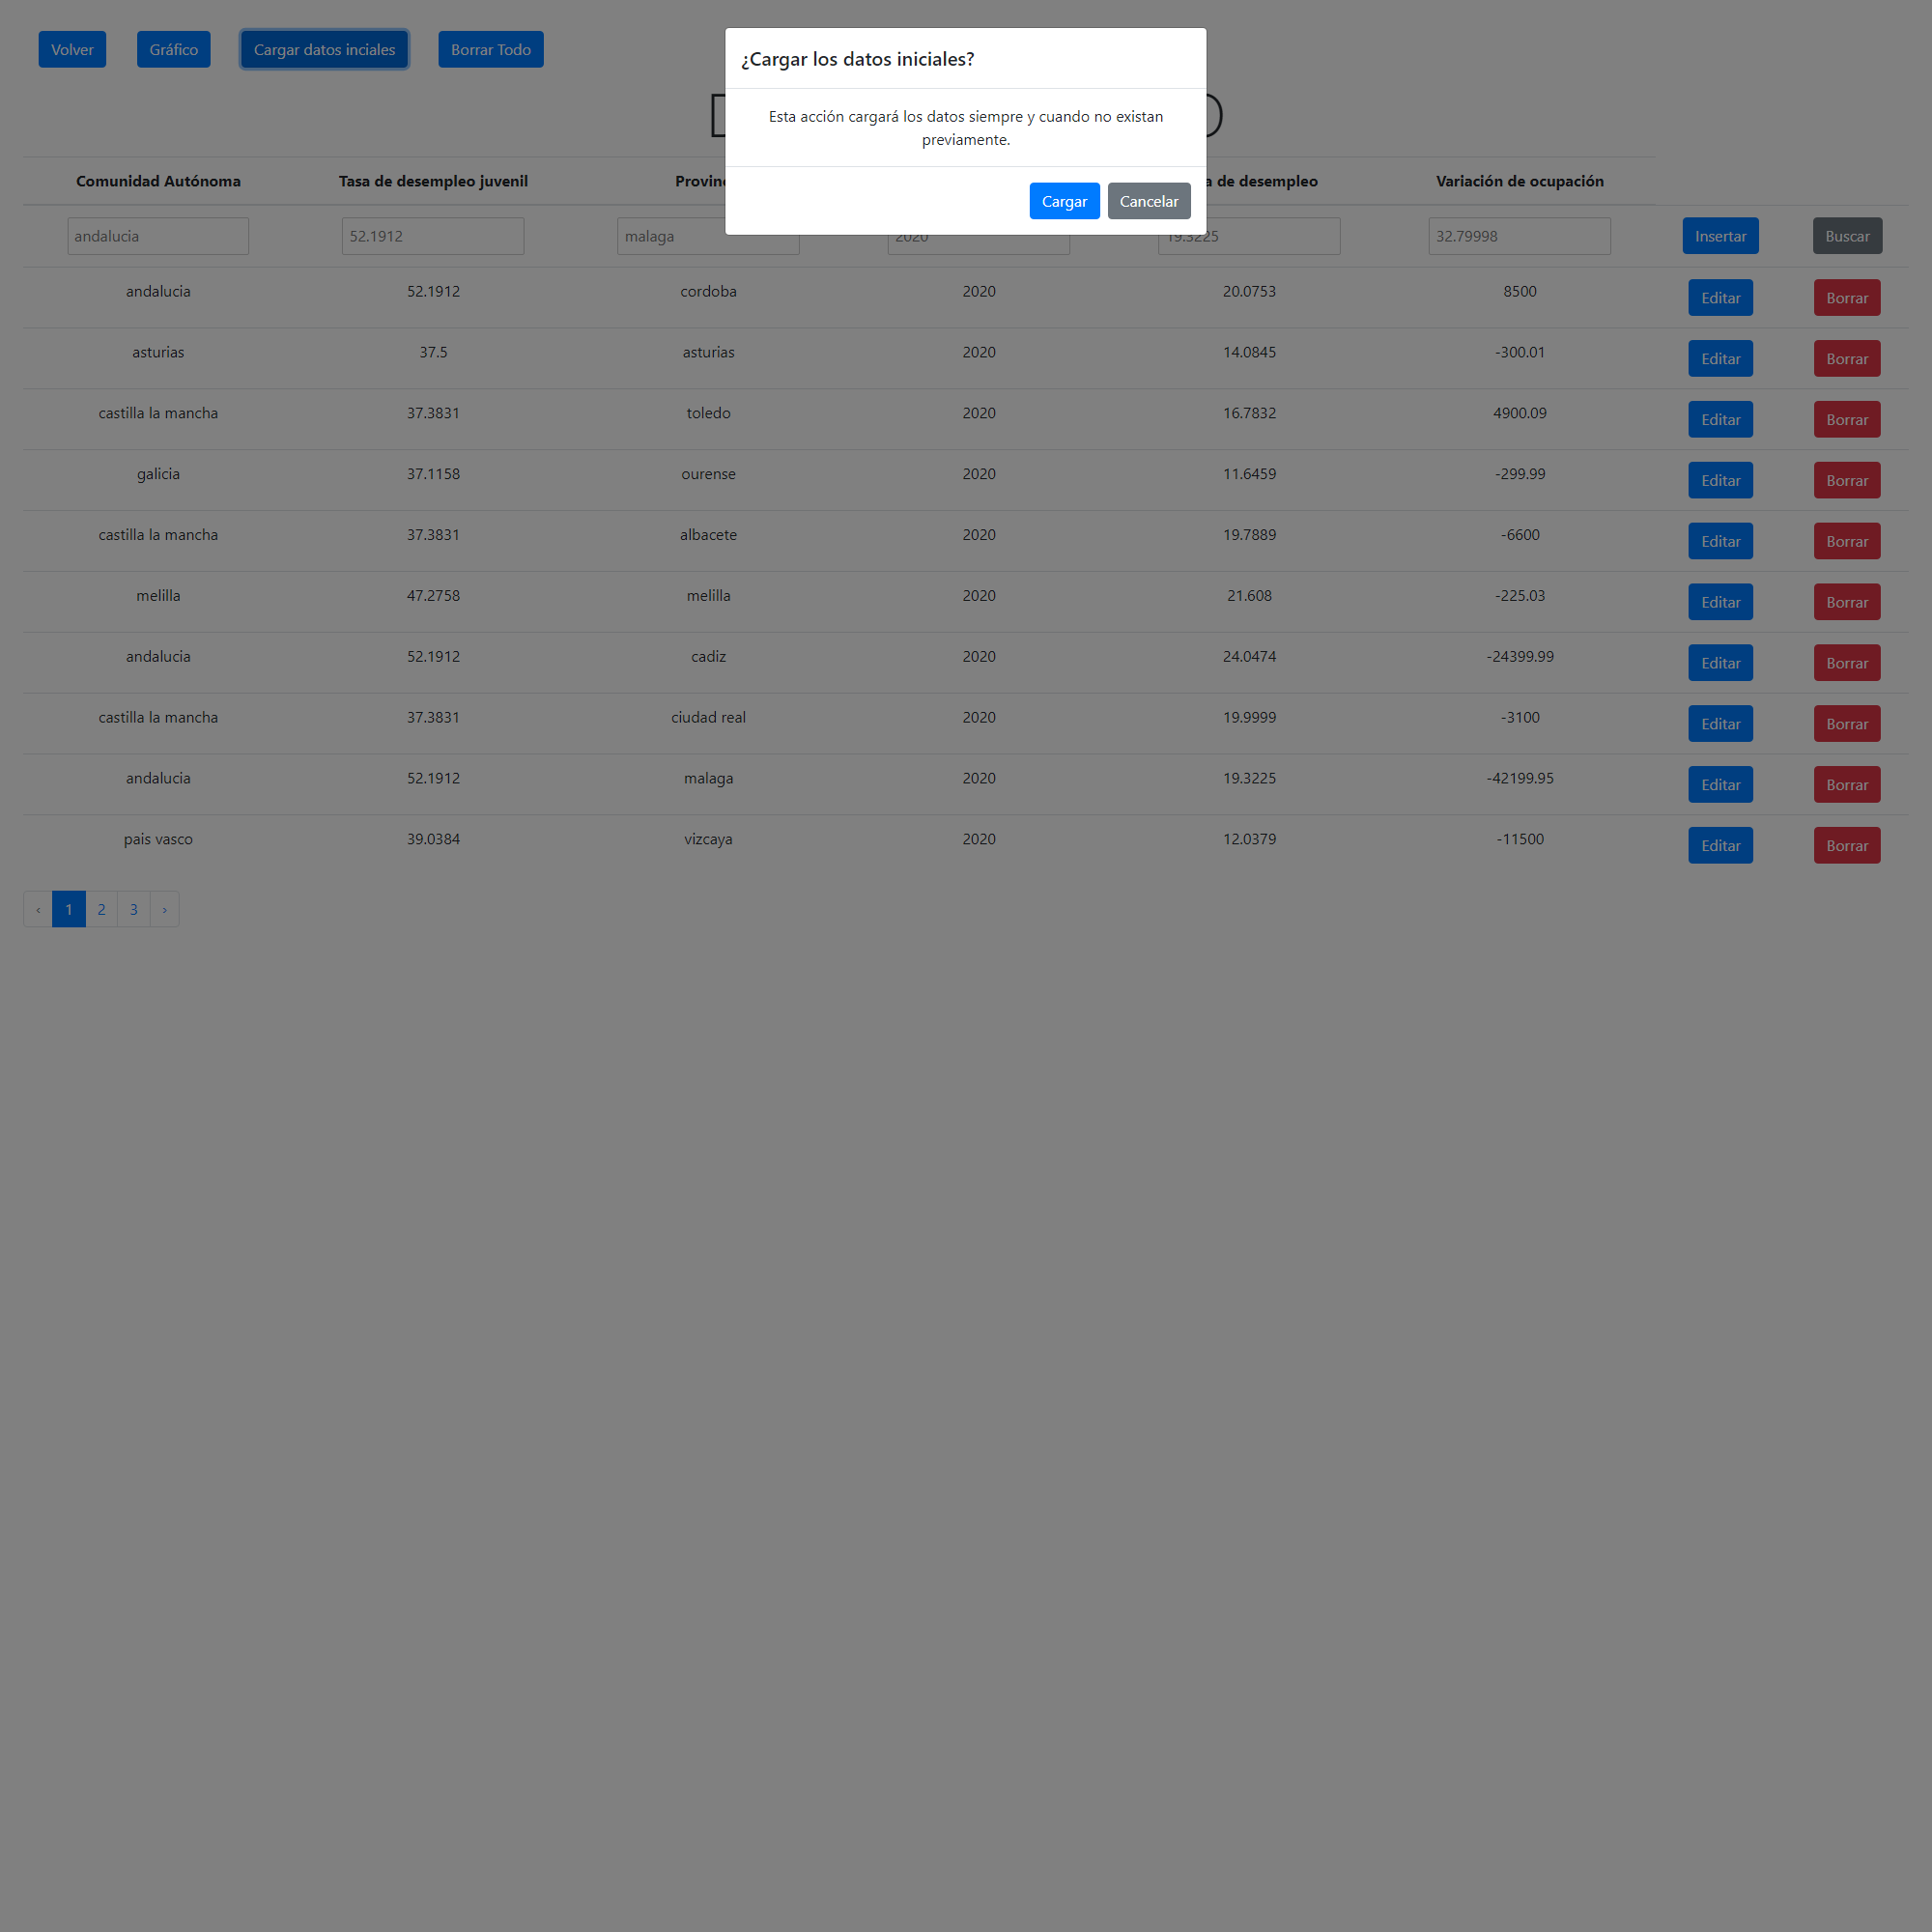 Volver Gráfico Cargar datos inciales Borrar Todo
¿Cargar los datos iniciales?
Esta acción cargará los datos siempre y cuando no existan
previamente.
Cargar Cancelar
Comunidad Autónoma Tasa de desempleo juvenil de desempleo Variación de ocupación
andalucia 52.1912 malaga 2020 19.3225 32.79998 Insertar Buscar
andalucia 52.1912 cordoba 2020 20.0753 8500 Editar Borrar
asturias 37.5 asturias 2020 14.0845 -300.01 Editar Borrar
castilla la mancha 37.3831 toledo 2020 16.7832 4900.09 Editar Borrar
galicia 37.1158 ourense 2020 11.6459 -299.99 Editar Borrar
castilla la mancha 37.3831 albacete 2020 19.7889 -6600 Editar Borrar
melilla 47.2758 melilla 2020 21.608 -225.03 Editar Borrar
andalucia 52.1912 cadiz 2020 24.0474 -24399.99 Editar Borrar
castilla la mancha 37.3831 ciudad real 2020 19.9999 -3100 Editar Borrar
andalucia 52.1912 malaga 2020 19.3225 -42199.95 Editar Borrar
pais vasco 39.0384 vizcaya 2020 12.0379 -11500 Editar Borrar
‹ 1 2 3 ›